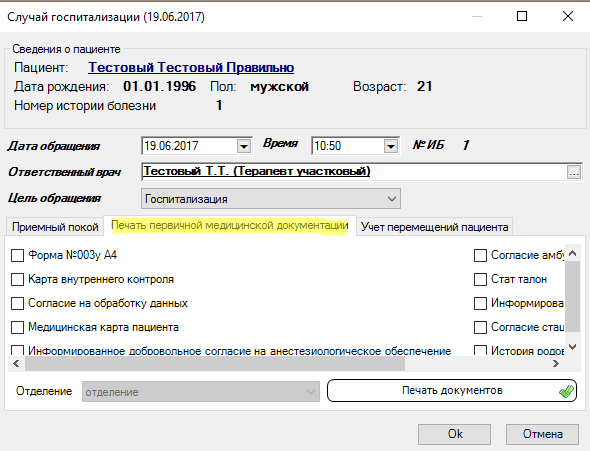 Случай госпитализации (19.06.2017)
Сведения о пациенте
Пациент: Тестовый Тестовый Правильно
Дата рождения: 01.01.1996 Пол: мужской Возраст: 21
Номер истории болезни 1
Дата обращения 19.06.2017 Время 10:50 № ИБ 1
Ответственный врач Тестовый Т.Т. (Терапевт участковый) ...
Цель обращения Госпитализация
Приемный покой Печать первичной медицинской документации Учет перемещений пациента
Форма №003у А4 Согласие амбу
Карта внутреннего контроля Стат талон
Согласие на обработку данных Информирова
Медицинская карта пациента Согласие стац
Информированное добровольное согласие на анестезиологическое обеспечение История родов
Отделение отделение Печать документов
Ok Отмена